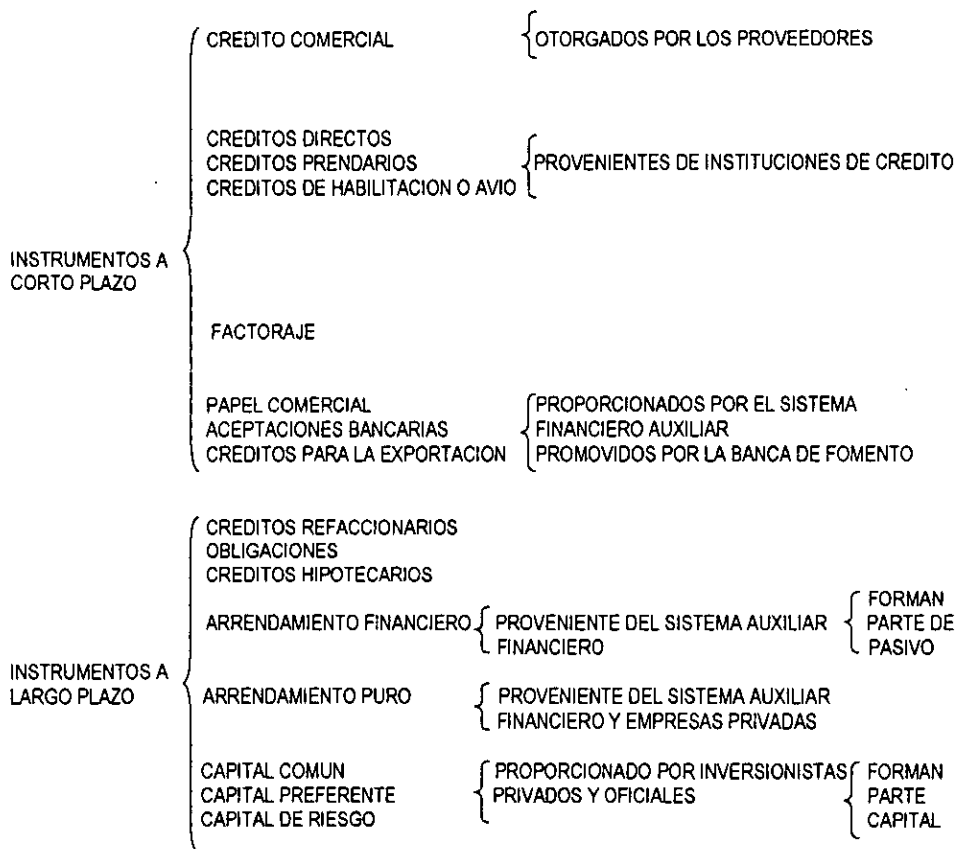 CREDITO COMERCIAL
OTORGADOS POR LOS PROVEEDORES
CREDITOS DIRECTOS
CREDITOS PRENDARIOS
CREDITOS DE HABILITACION O AVIO
PROVENIENTES DE INSTITUCIONES DE CREDITO
INSTRUMENTOS A
CORTO PLAZO
FACTORAJE
PAPEL COMERCIAL
ACEPTACIONES BANCARIAS
CREDITOS PARA LA EXPORTACION
PROPORCIONADOS POR EL SISTEMA
FINANCIERO AUXILIAR
PROMOVIDOS POR LA BANCA DE FOMENTO
CREDITOS REFACCIONARIOS
OBLIGACIONES
CREDITOS HIPOTECARIOS
ARRENDAMIENTO FINANCIERO
PROVENIENTE DEL SISTEMA AUXILIAR
FINANCIERO
FORMAN
PARTE DE
PASIVO
INSTRUMENTOS A
LARGO PLAZO
ARRENDAMIENTO PURO
PROVENIENTE DEL SISTEMA AUXILIAR
FINANCIERO Y EMPRESAS PRIVADAS
CAPITAL COMUN
CAPITAL PREFERENTE
CAPITAL DE RIESGO
PROPORCIONADO POR INVERSIONISTAS
PRIVADOS Y OFICIALES
FORMAN
PARTE
CAPITAL